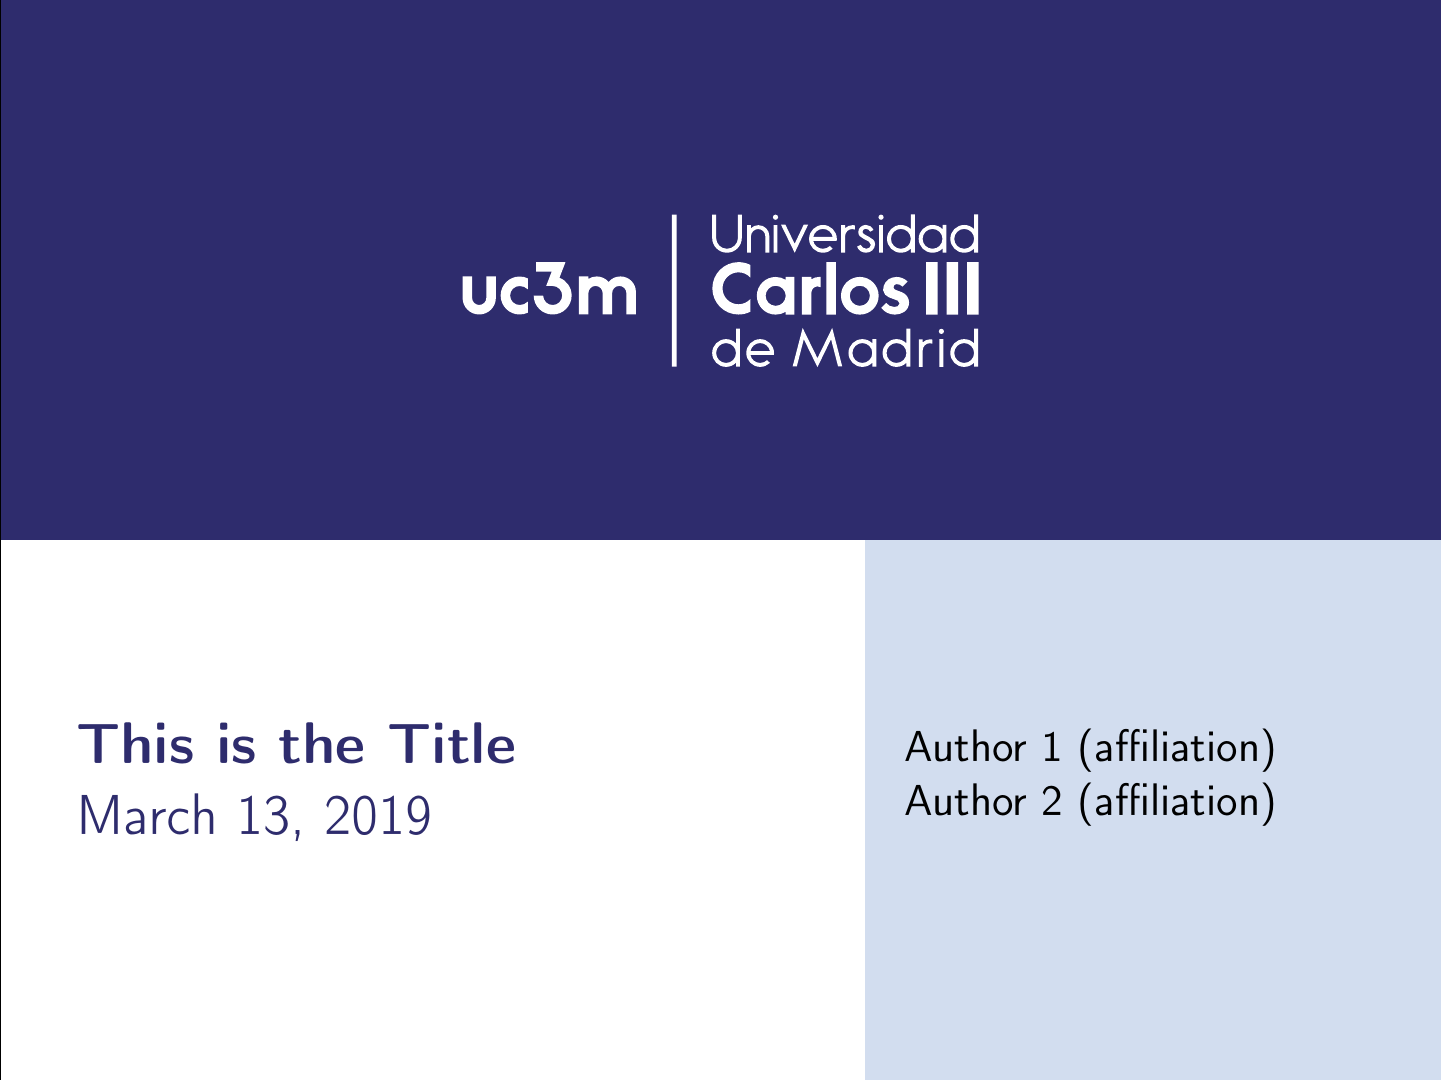 uc3m
Universidad
Carlos III
de Madrid
This is the Title
March 13, 2019
Author 1 (affiliation)
Author 2 (affiliation)